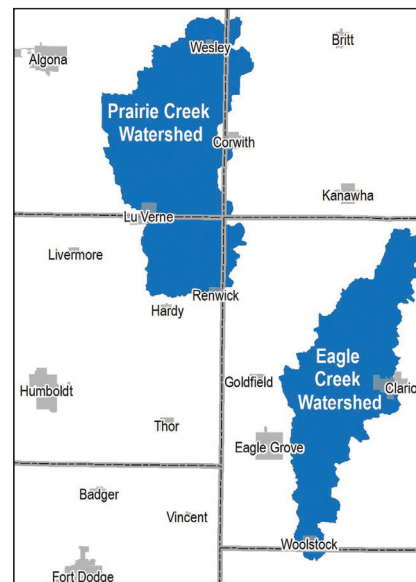 Wesley
Britt
Algona
Prairie Creek
Watershed
Corwith
Kanawha
Lu Verne
Livermore
Renwick
Hardy
Eagle
Creek
Watershed
Goldfield
Clario
Humboldt
Thor
Eagle Grove
Badger
Vincent
Woolstock
Fort Dodge